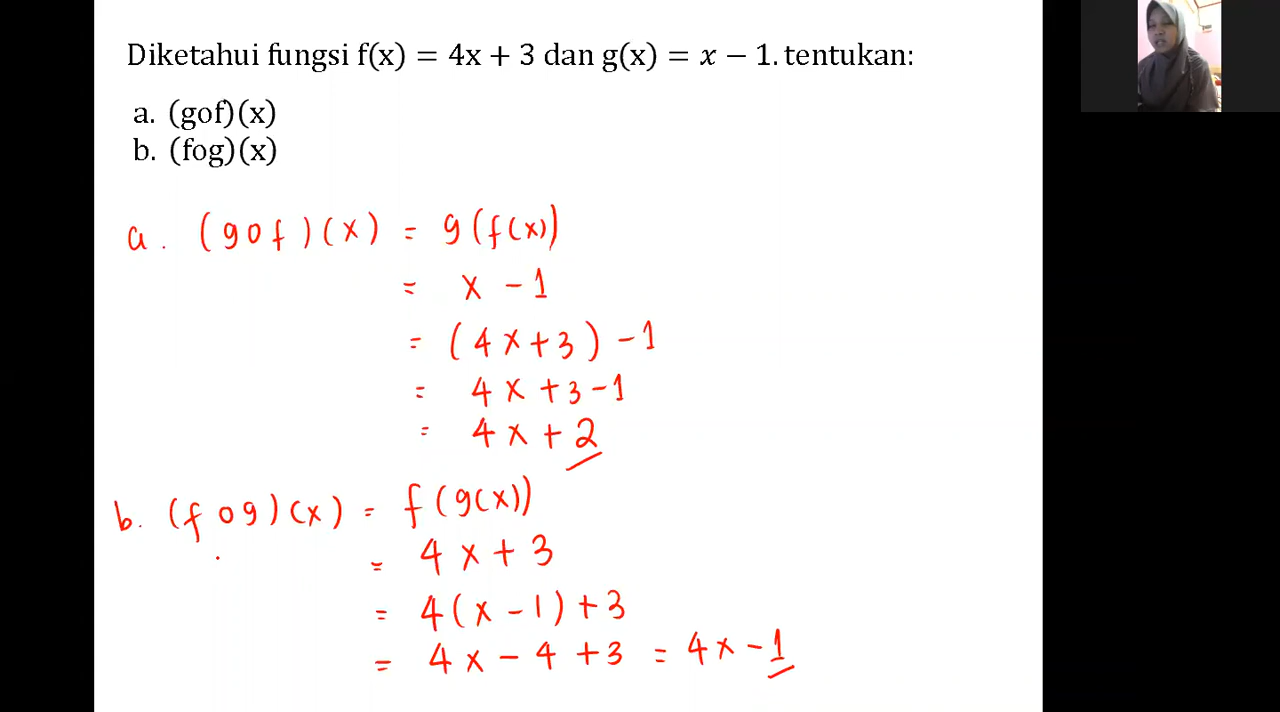 Diketahui fungsi f(x) = 4x + 3 dan g(x) = x − 1. tentukan:
a. (gof)(x)
b. (fog)(x)
a. (gof)(x) = g(f(x))
= x - 1
= (4x+3) - 1
= 4x + 3 - 1
= 4x + 2
b. (fog)(x) = f(g(x))
= 4x + 3
= 4(x - 1) + 3
= 4x - 4 + 3 = 4x - 1